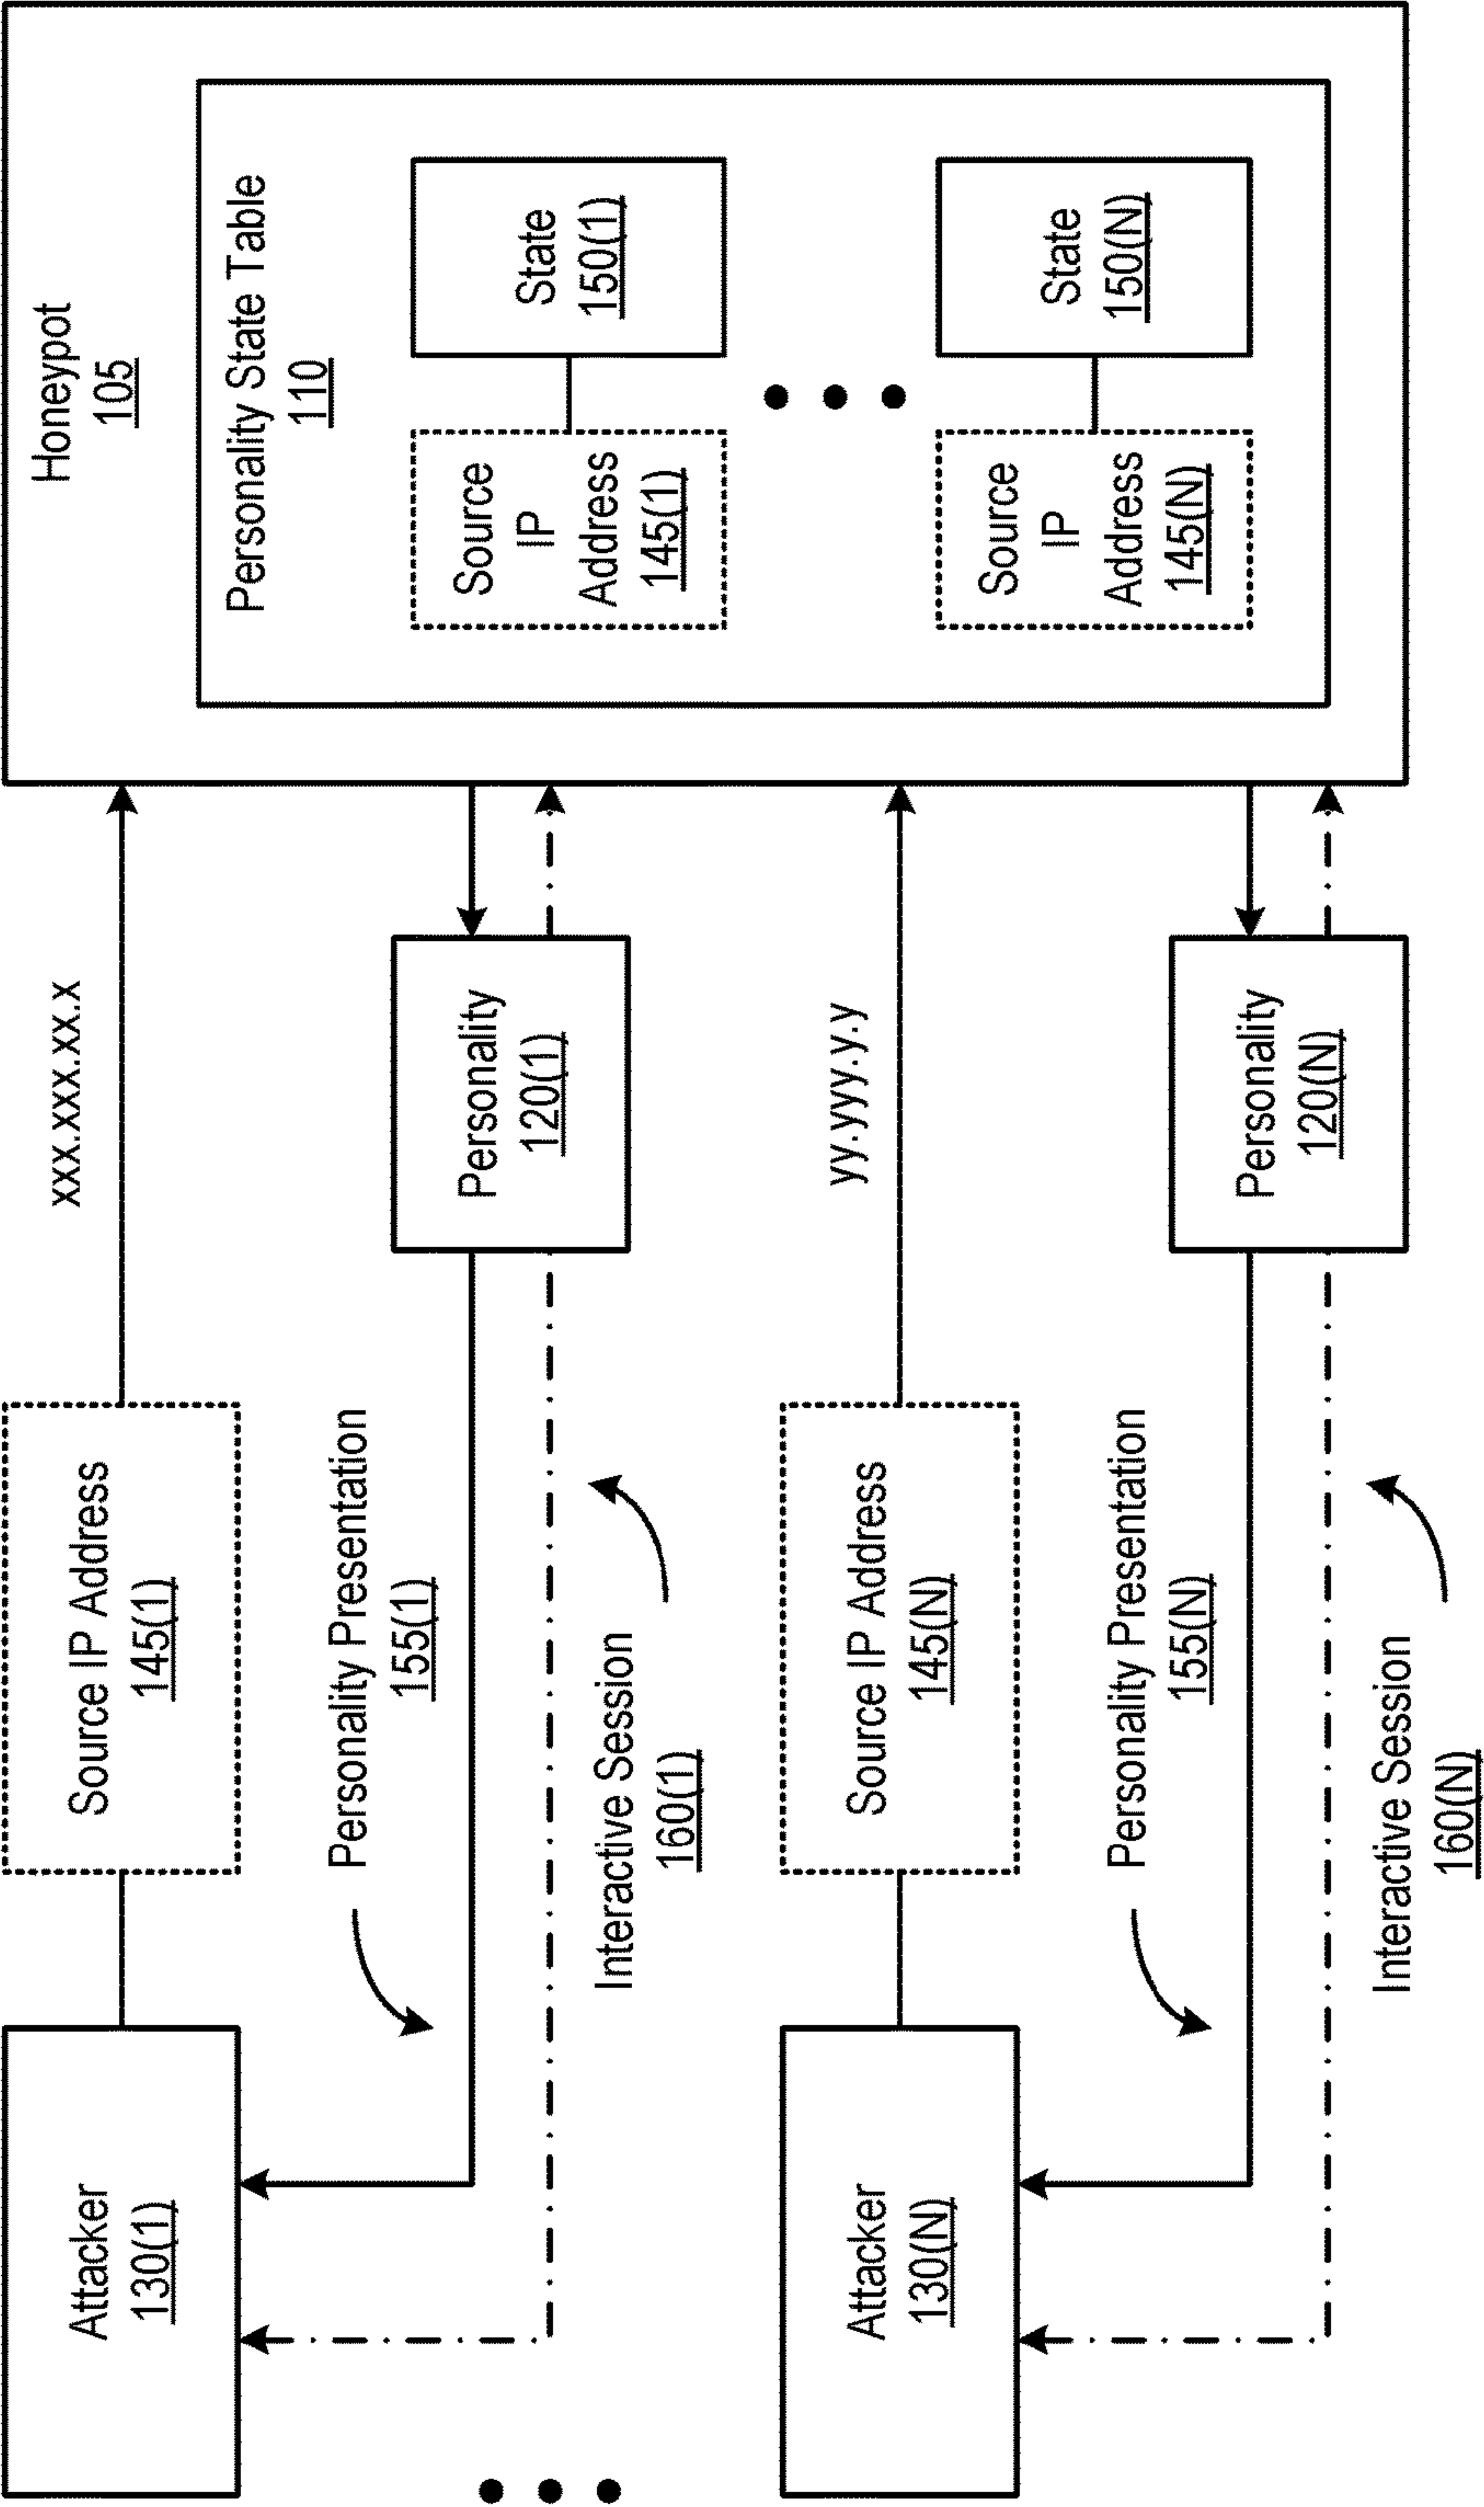 Attacker
130(1)
Source IP Address
145(1)
xxx.xxx.xx.x
Personality Presentation
155(1)
Personality
120(1)
Interactive Session
160(1)
Attacker
130(N)
Source IP Address
145(N)
yy.yyy.y.y
Personality Presentation
155(N)
Personality
120(N)
Interactive Session
160(N)
Honeypot
105
Personality State Table
110
Source
IP
Address
145(1)
State
150(1)
Source
IP
Address
145(N)
State
150(N)